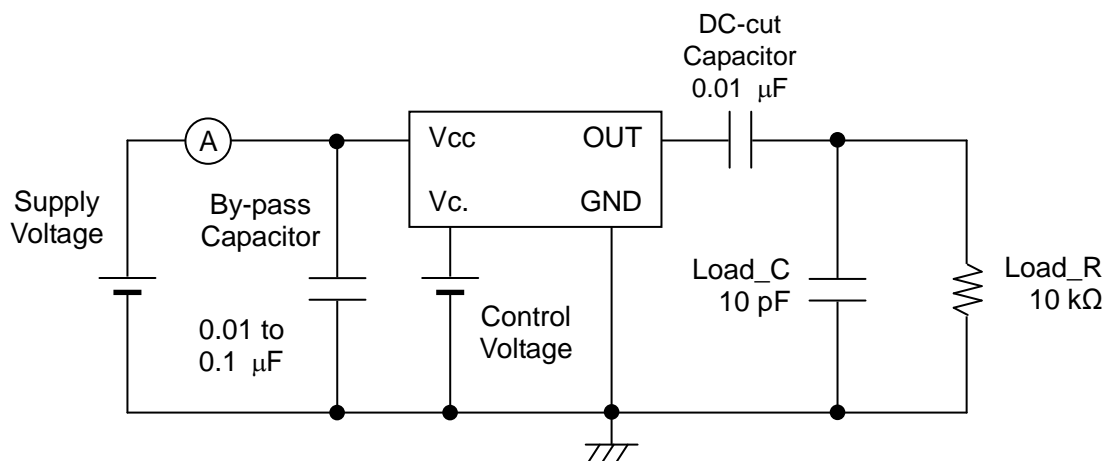 DC-cut
Capacitor
0.01 μF
A
Vcc
OUT
Vc.
GND
Supply
Voltage
By-pass
Capacitor
0.01 to
0.1 μF
Control
Voltage
Load_C
10 pF
Load_R
10 kΩ